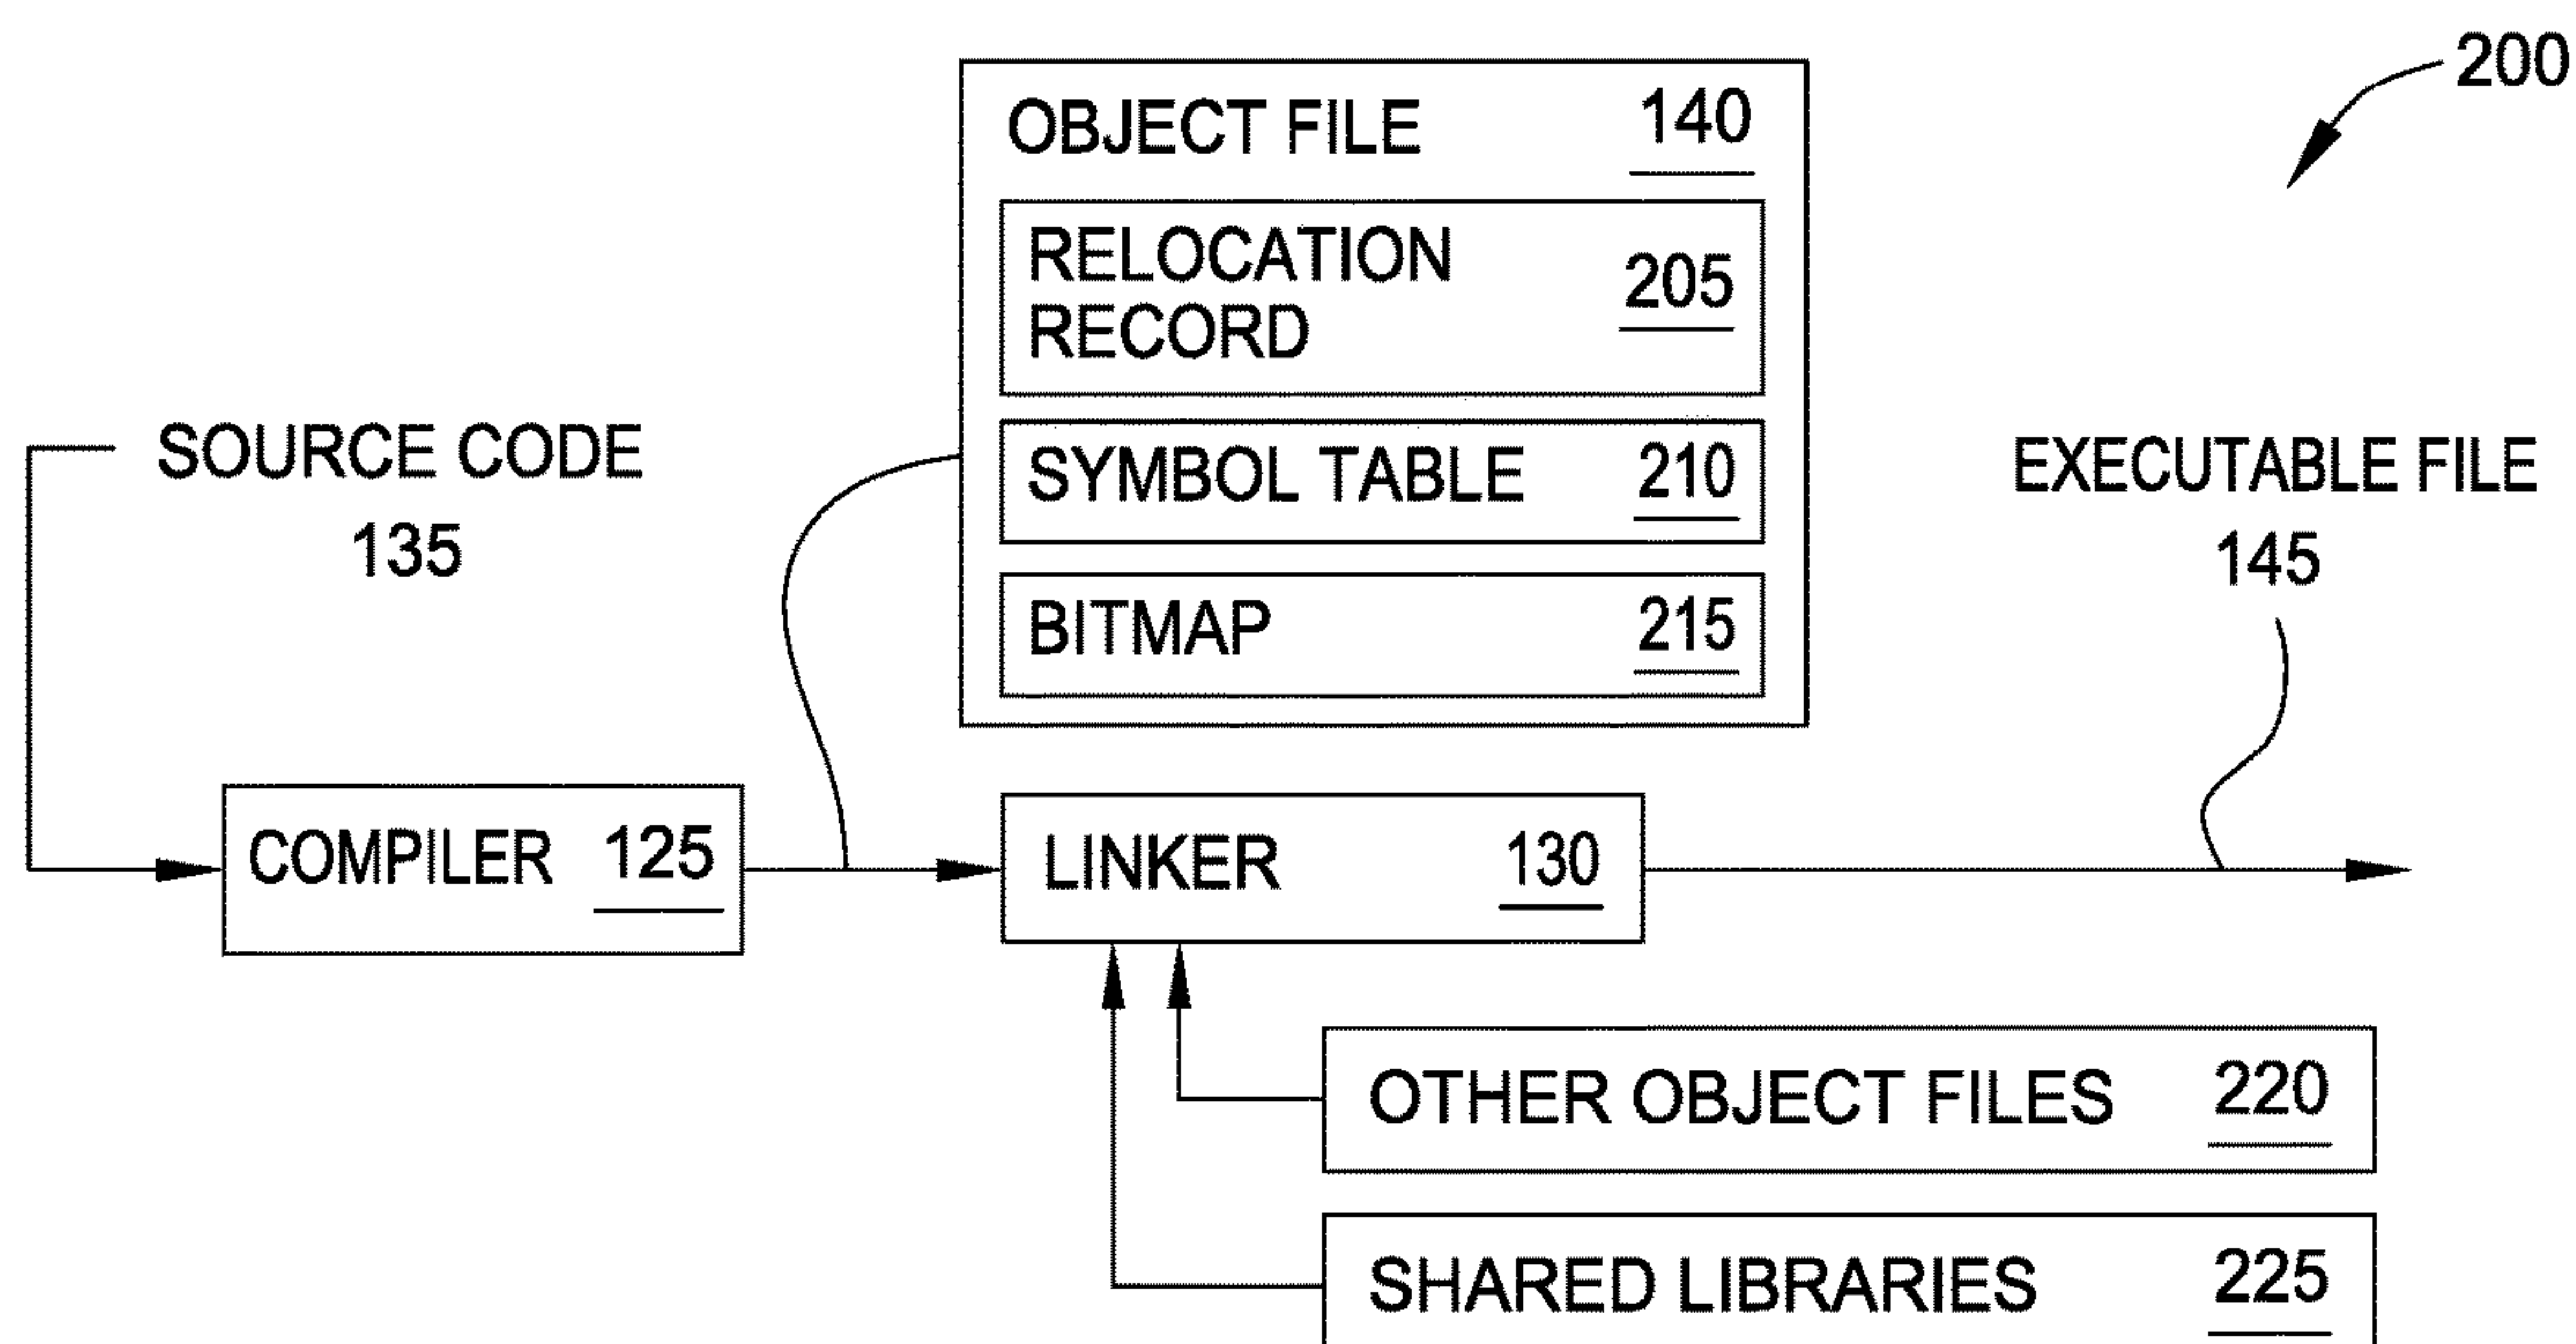 200
OBJECT FILE 140
RELOCATION
RECORD 205
SYMBOL TABLE 210
BITMAP 215
SOURCE CODE
135
EXECUTABLE FILE
145
COMPILER 125
LINKER 130
OTHER OBJECT FILES 220
SHARED LIBRARIES 225